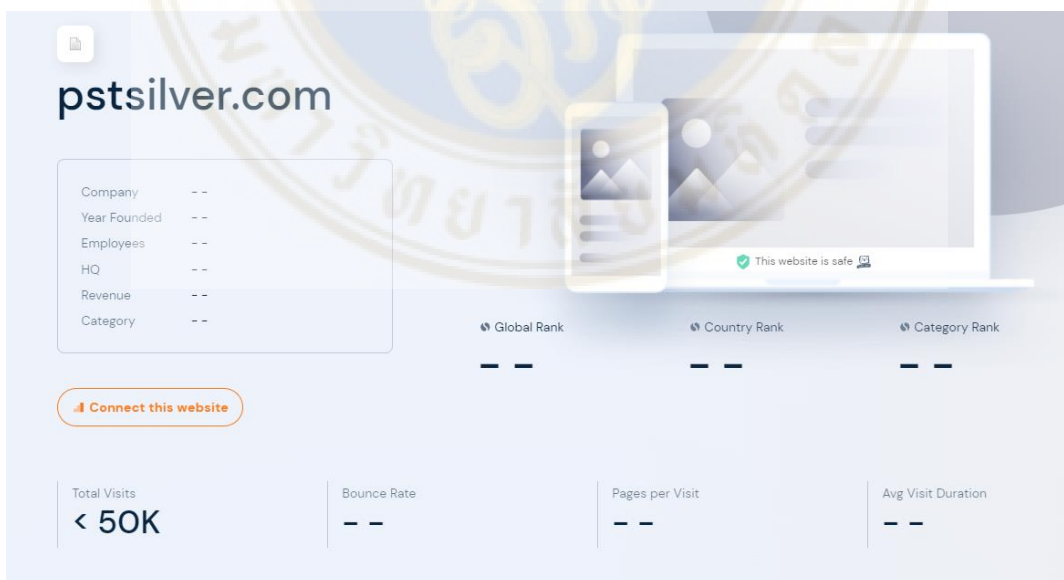 pstsilver.com
Company - -
Year Founded - -
Employees - -
HQ - -
Revenue - -
Category - -
This website is safe
Global Rank
- -
Country Rank
- -
Category Rank
- -
Connect this website
Total Visits
< 50K
Bounce Rate
- -
Pages per Visit
- -
Avg Visit Duration
- -